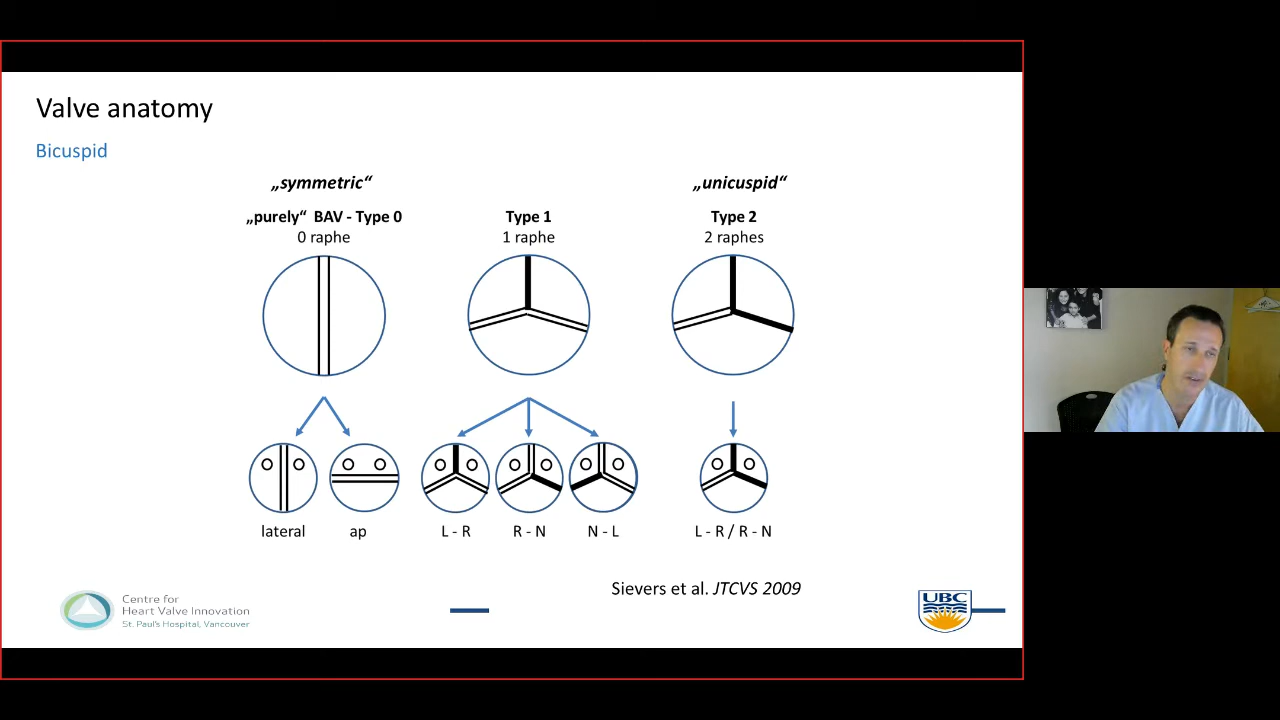 Valve anatomy
Bicuspid
„symmetric“
„unicuspid“
„purely“ BAV - Type 0
Type 1
Type 2
0 raphe
1 raphe
2 raphes
lateral
ap
L - R
R - N
N - L
L - R / R - N
Sievers et al. JTCVS 2009
Centre for
Heart Valve Innovation
St. Paul's Hospital, Vancouver
UBC